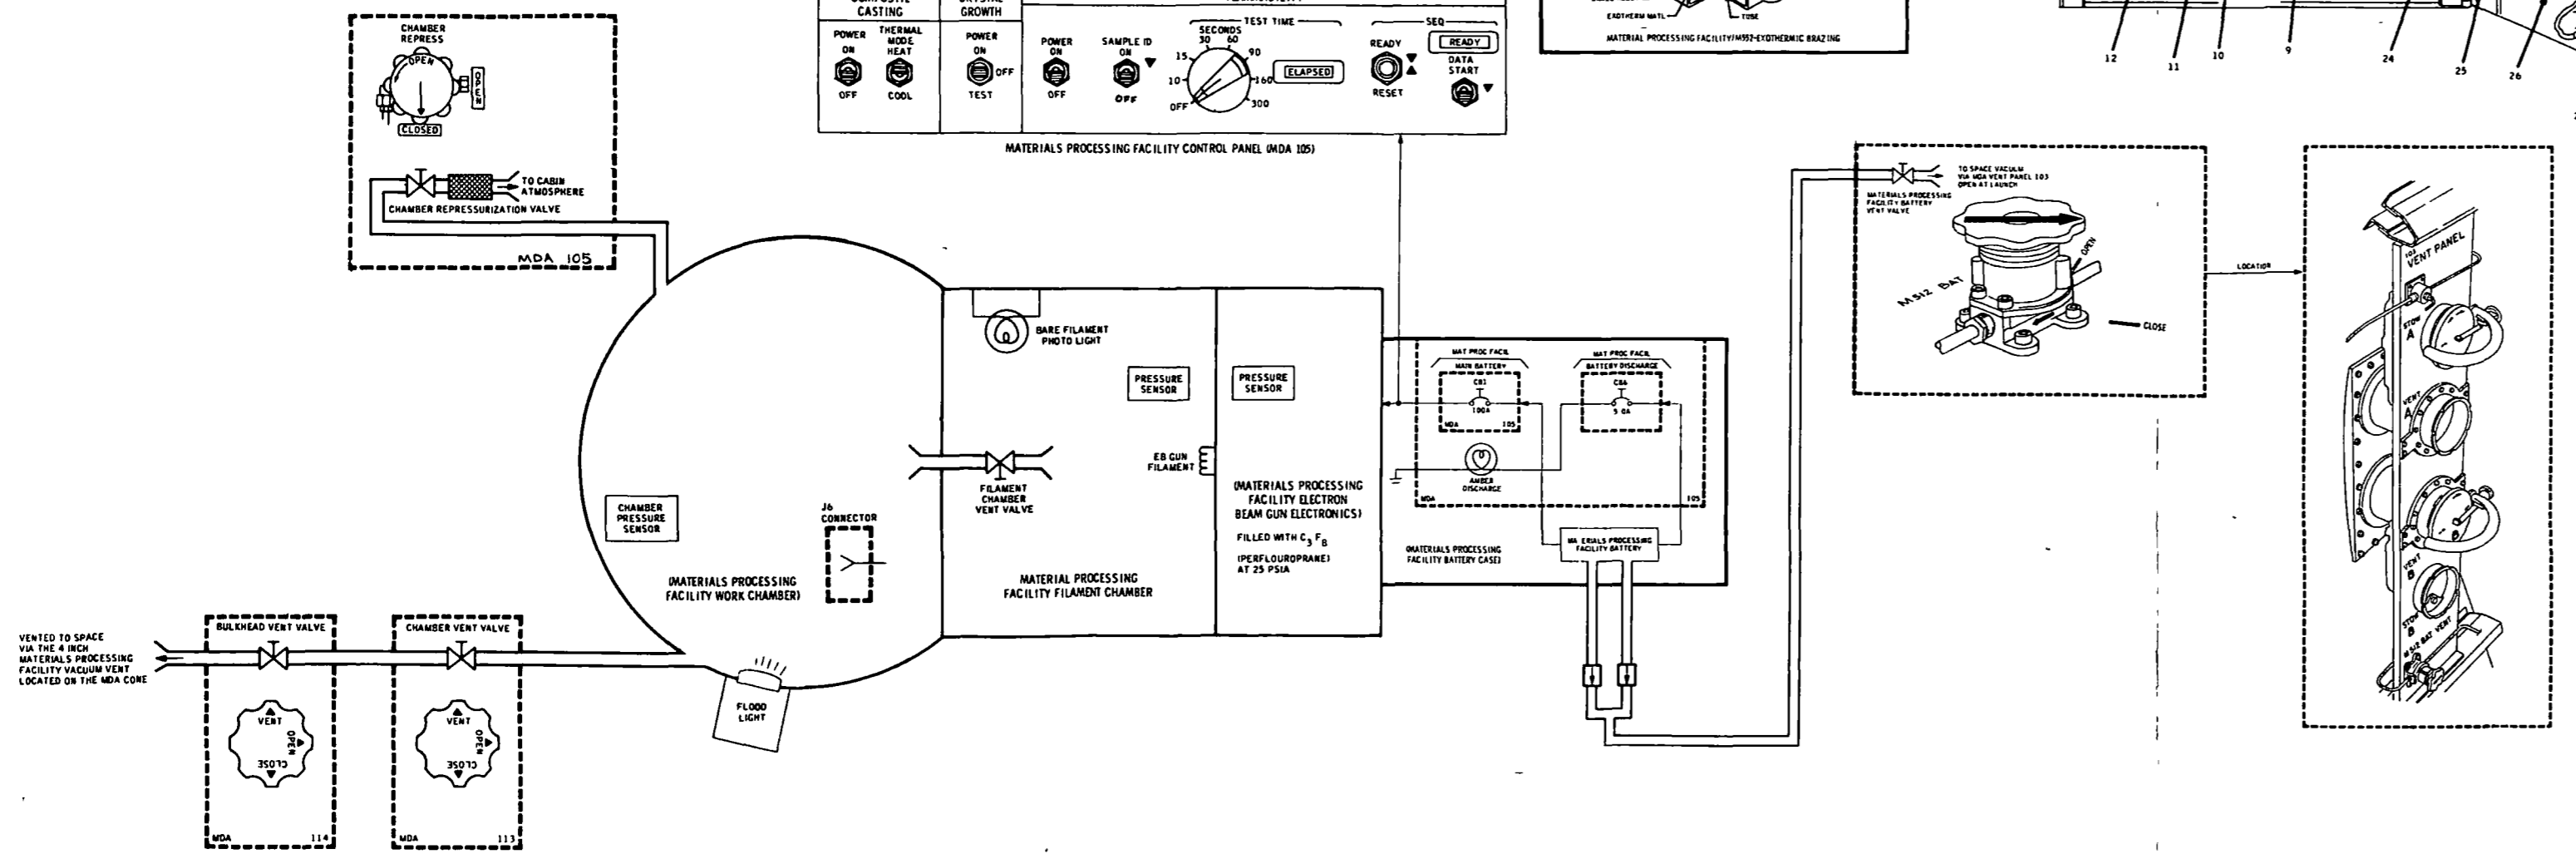 CASTING
GROWTH
POWER
ON
OFF
THERMAL
MODE
HEAT
COOL
POWER
ON
OFF
TEST
POWER
ON
OFF
SAMPLE ID
ON
OFF
TEST TIME
SECONDS
OFF
10
15
30
60
90
160
300
ELAPSED
SEQ
READY
RESET
READY
DATA
START
MATERIALS PROCESSING FACILITY CONTROL PANEL (MDA 105)
EXOTHERM MATL
TUBE
MATERIAL PROCESSING FACILITY/M552-EXOTHERMIC BRAZING
12
11
10
9
24
25
26
CHAMBER
REPRESS
OPEN
OPEN
CLOSED
TO CABIN
ATMOSPHERE
CHAMBER REPRESSURIZATION VALVE
MDA 105
BARE FILAMENT
PHOTO LIGHT
PRESSURE
SENSOR
PRESSURE
SENSOR
EB GUN
FILAMENT
FILAMENT
CHAMBER
VENT VALVE
CHAMBER
PRESSURE
SENSOR
J6
CONNECTOR
(MATERIALS PROCESSING
FACILITY WORK CHAMBER)
MATERIAL PROCESSING
FACILITY FILAMENT CHAMBER
(MATERIALS PROCESSING
FACILITY ELECTRON
BEAM GUN ELECTRONICS)
FILLED WITH C3 F8
(PERFLOUROPRANE)
AT 25 PSIA
MAT PROC FACIL
MAIN BATTERY
CB1
100A
MDA 105
MAT PROC FACIL
BATTERY DISCHARGE
CB6
5 0A
AMBER
DISCHARGE
MDA 105
(MATERIALS PROCESSING
FACILITY BATTERY CASE)
MA ERIALS PROCESSING
FACILITY BATTERY
TO SPACE VACUUM
VIA MDA VENT PANEL 103
OPEN AT LAUNCH
MATERIALS PROCESSING
FACILITY BATTERY
VENT VALVE
M512 BAT
OPEN
CLOSE
LOCATION
103
VENT PANEL
STOW
A
VENT
A
VENT
B
STOW
B
M512 BAT VENT
VENTED TO SPACE
VIA THE 4 INCH
MATERIALS PROCESSING
FACILITY VACUUM VENT
LOCATED ON THE MDA CONE
BULKHEAD VENT VALVE
VENT
OPEN
CLOSE
MDA 114
CHAMBER VENT VALVE
VENT
OPEN
CLOSE
MDA 113
FLOOD
LIGHT